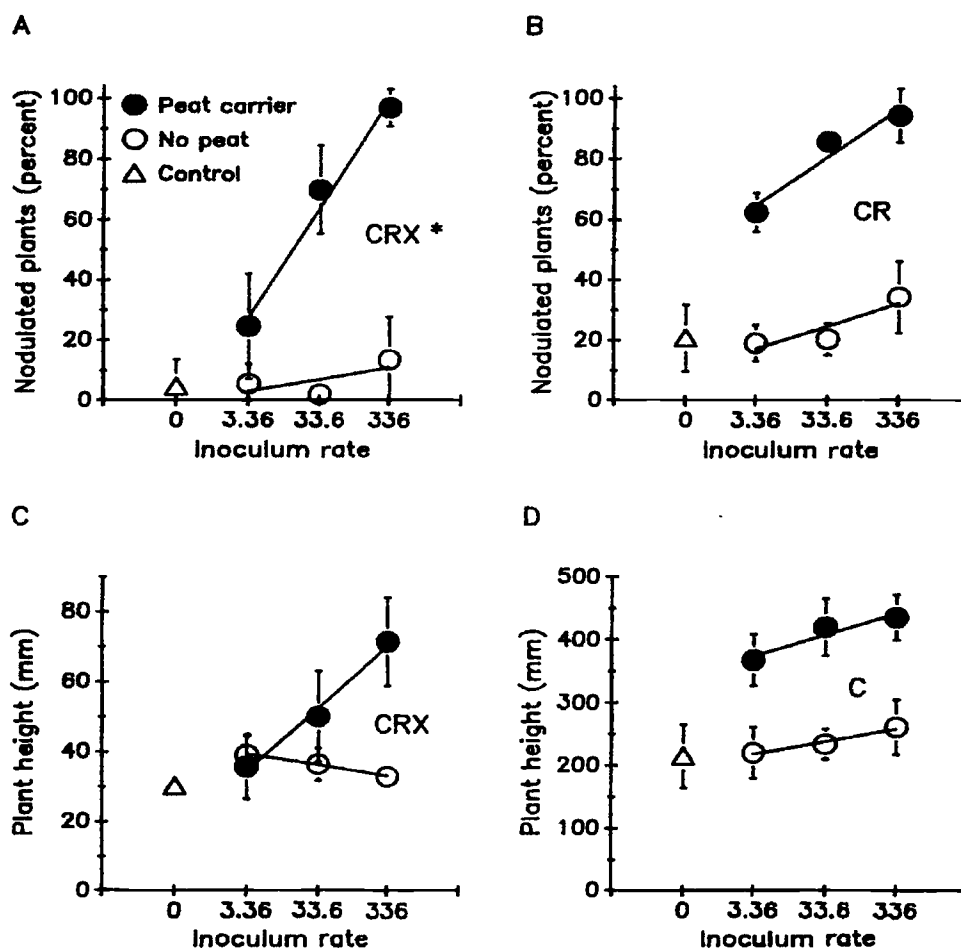 A
Nodulated plants (percent)
100
80
60
40
20
0
Peat carrier
No peat
Control
CRX *
0 3.36 33.6 336
Inoculum rate
B
Nodulated plants (percent)
100
80
60
40
20
0
CR
0 3.36 33.6 336
Inoculum rate
C
Plant height (mm)
80
60
40
20
0
CRX
0 3.36 33.6 336
Inoculum rate
D
Plant height (mm)
500
400
300
200
100
0
C
0 3.36 33.6 336
Inoculum rate